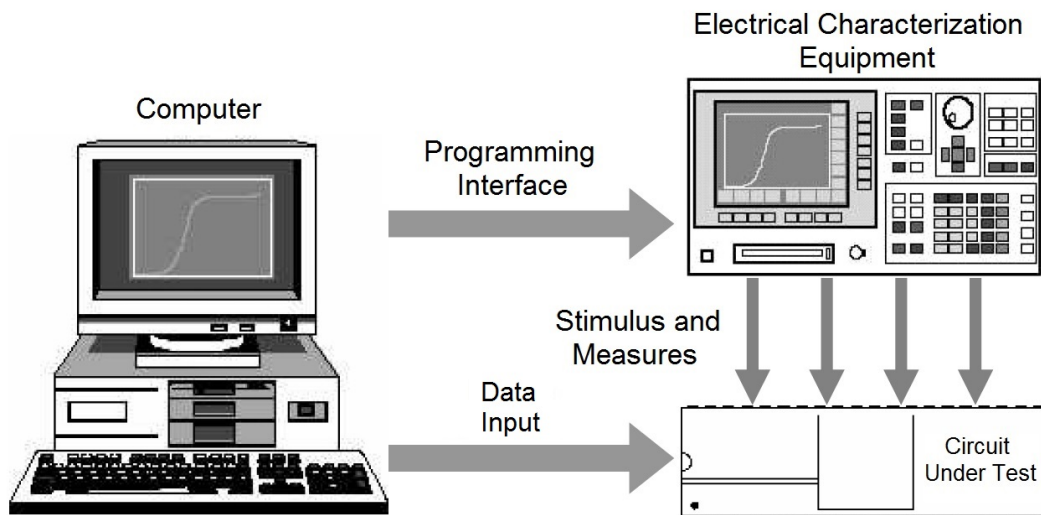 Electrical Characterization
Equipment
Computer
Programming
Interface
Stimulus and
Measures
Data
Input
Circuit
Under Test